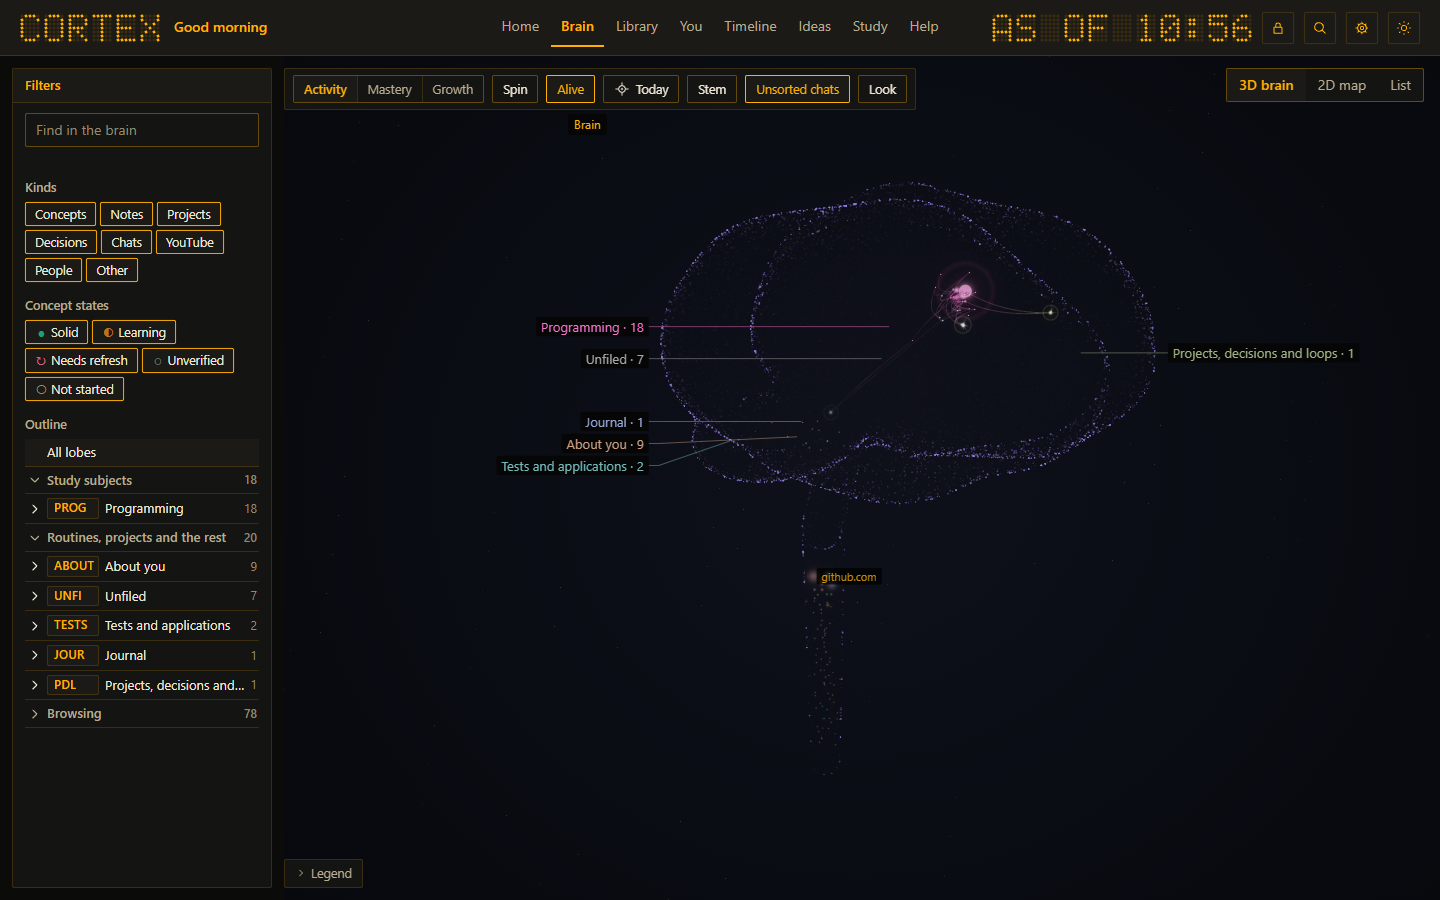 CORTEX
Good morning
Home
Brain
Library
You
Timeline
Ideas
Study
Help
AS OF 10:56
Filters
Find in the brain
Kinds
Concepts
Notes
Projects
Decisions
Chats
YouTube
People
Other
Concept states
Solid
Learning
Needs refresh
Unverified
Not started
Outline
All lobes
Study subjects 18
PROG Programming 18
Routines, projects and the rest 20
ABOUT About you 9
UNFI Unfiled 7
TESTS Tests and applications 2
JOUR Journal 1
PDL Projects, decisions and... 1
Browsing 78
Activity
Mastery
Growth
Spin
Alive
Today
Stem
Unsorted chats
Look
Brain
3D brain
2D map
List
Programming · 18
Unfiled · 7
Projects, decisions and loops · 1
Journal · 1
About you · 9
Tests and applications · 2
github.com
Legend